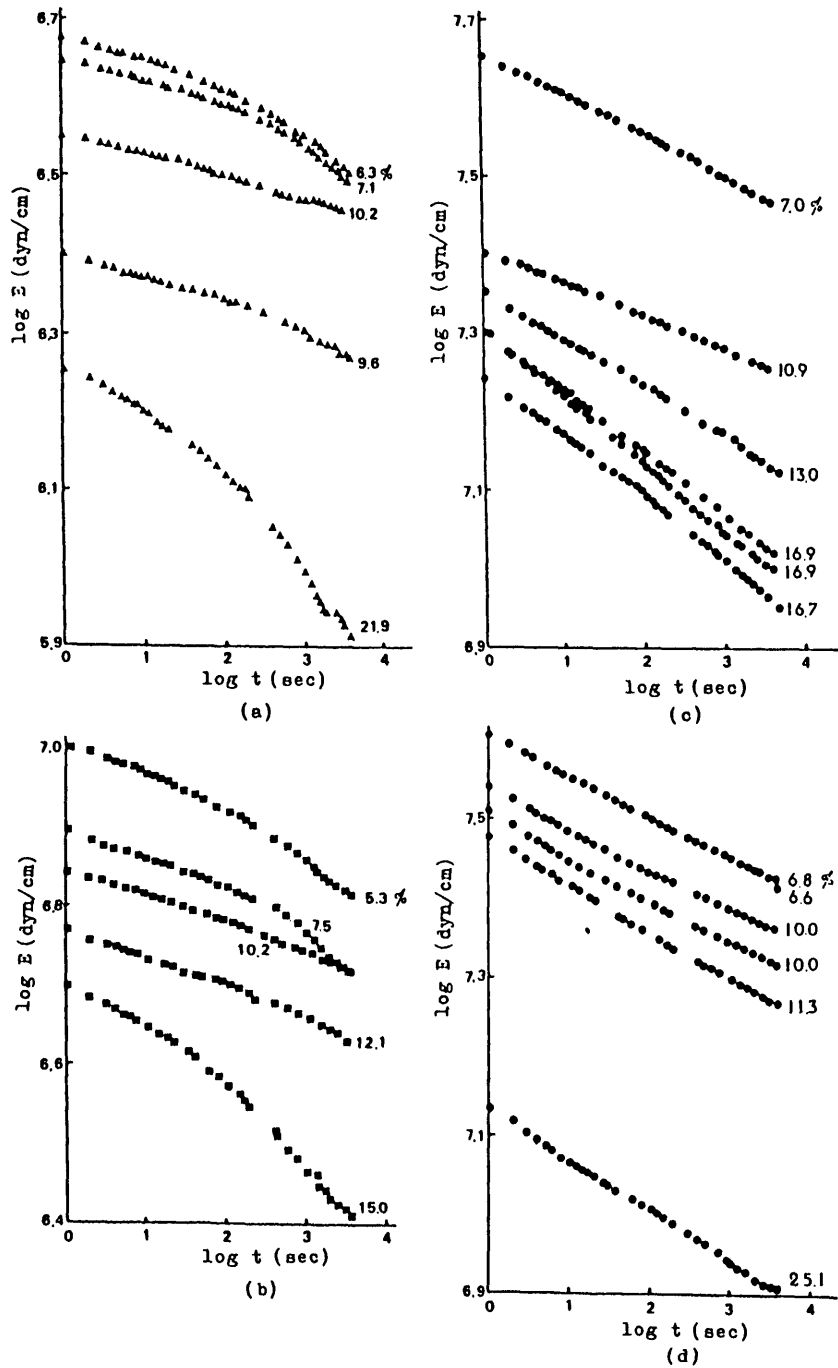 6.7
6.5
6.3
6.1
5.9
log E (dyn/cm)
6.3 %
7.1
10.2
9.6
21.9
0 1 2 3 4
log t (sec)
(a)
7.7
7.5
7.3
7.1
6.9
log E (dyn/cm)
7.0 %
10.9
13.0
16.9
16.9
16.7
0 1 2 3 4
log t (sec)
(c)
7.0
6.8
6.6
6.4
log E (dyn/cm)
6.3 %
7.5
10.2
12.1
15.0
0 1 2 3 4
log t (sec)
(b)
7.5
7.3
7.1
6.9
log E (dyn/cm)
6.8 %
6.6
10.0
10.0
11.3
25.1
0 1 2 3 4
log t (sec)
(d)